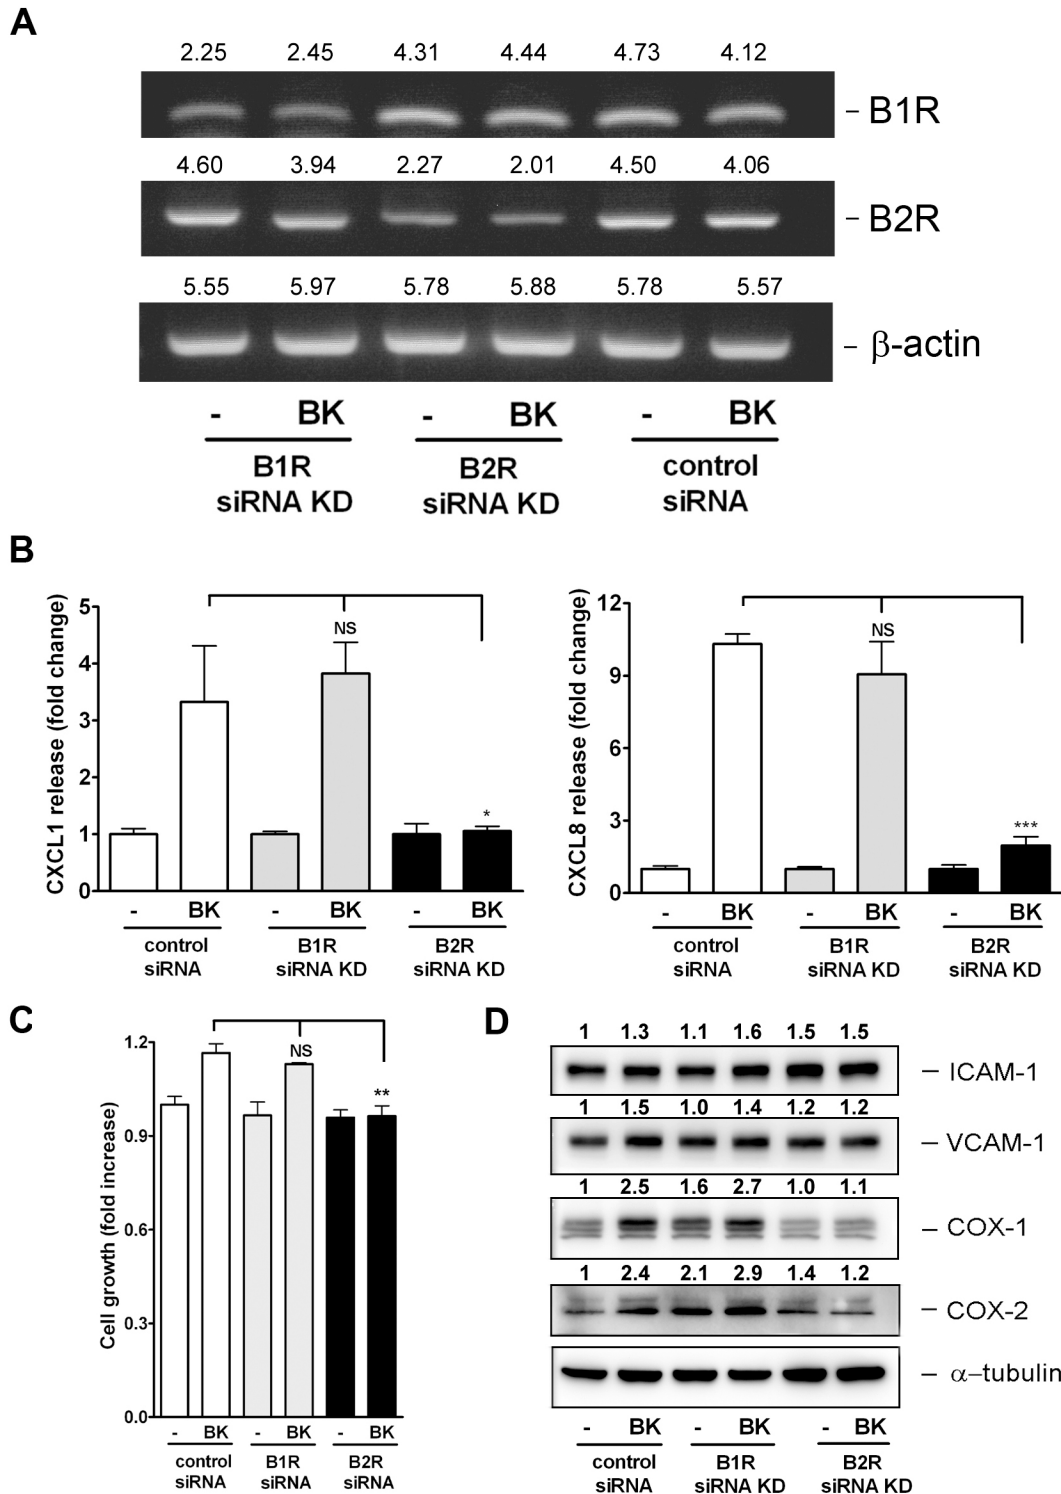 A
2.25 2.45 4.31 4.44 4.73 4.12
- B1R
4.60 3.94 2.27 2.01 4.50 4.06
- B2R
5.55 5.97 5.78 5.88 5.78 5.57
- β-actin
- BK - BK - BK
B1R siRNA KD
B2R siRNA KD
control siRNA
B
CXCL1 release (fold change)
5
4
3
2
1
0
NS
*
- BK - BK - BK
control siRNA
B1R siRNA KD
B2R siRNA KD
CXCL8 release (fold change)
12
9
6
3
0
NS
***
- BK - BK - BK
control siRNA
B1R siRNA KD
B2R siRNA KD
C
Cell growth (fold increase)
1.2
0.9
0.6
0.3
0.0
NS
**
- BK - BK - BK
control siRNA
B1R siRNA
B2R siRNA
D
1 1.3 1.1 1.6 1.5 1.5
- ICAM-1
1 1.5 1.0 1.4 1.2 1.2
- VCAM-1
1 2.5 1.6 2.7 1.0 1.1
- COX-1
1 2.4 2.1 2.9 1.4 1.2
- COX-2
- α-tubulin
- BK - BK - BK
control siRNA
B1R siRNA KD
B2R siRNA KD